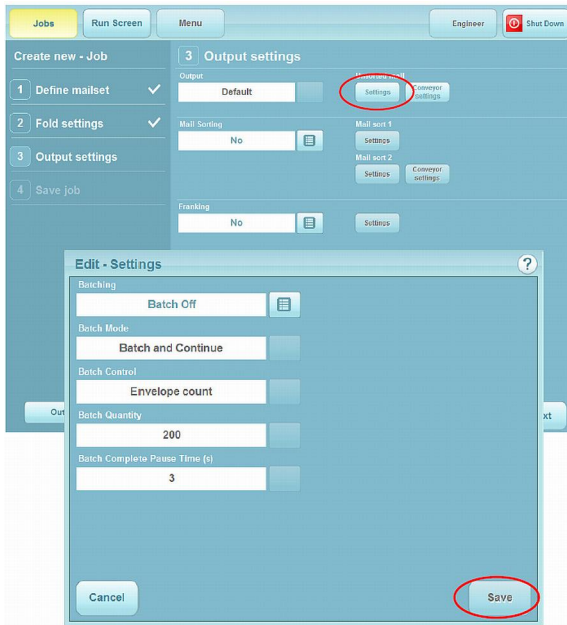 Jobs
Run Screen
Menu
Engineer
Shut Down
Create new - Job
1 Define mailset
2 Fold settings
3 Output settings
4 Save job
3 Output settings
Output
Default
mail
Settings
Conveyor
settings
Mail Sorting
No
Mail sort 1
Settings
Mail sort 2
Settings
Conveyor
settings
Franking
No
Settings
Out
xt
Edit - Settings
?
Batching
Batch Off
Batch Mode
Batch and Continue
Batch Control
Envelope count
Batch Quantity
200
Batch Complete Pause Time (s)
3
Cancel
Save